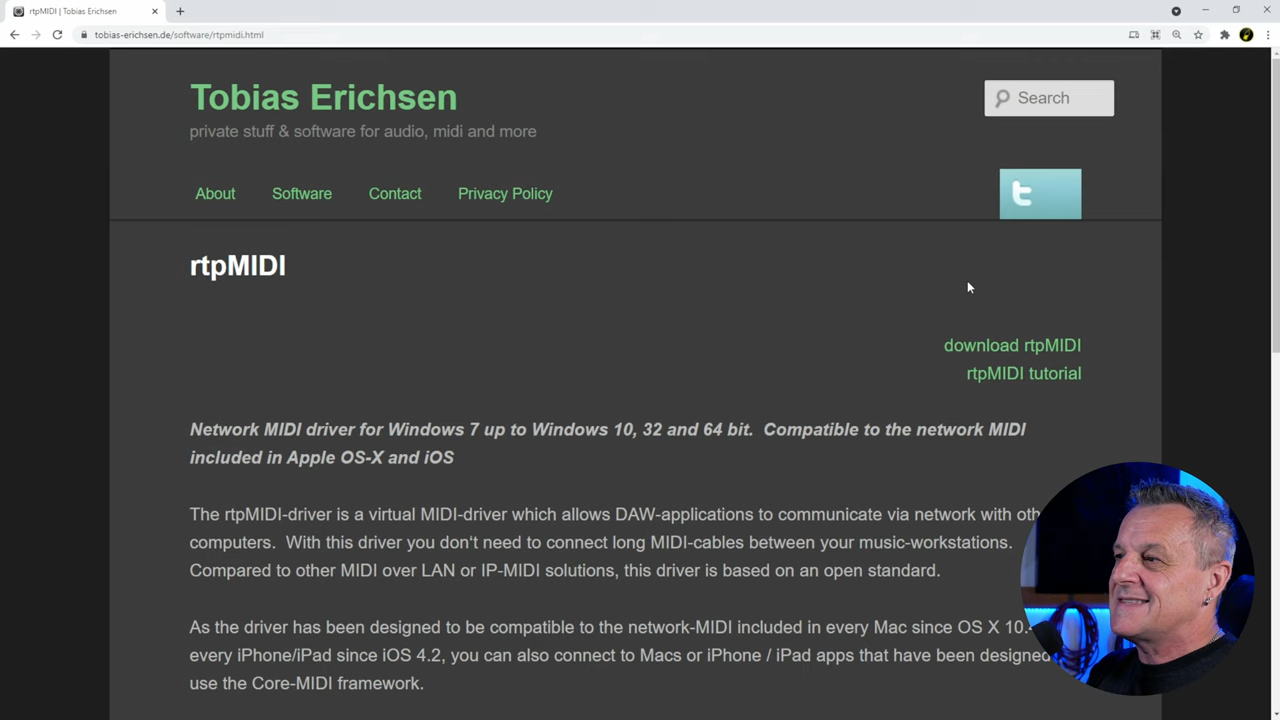 rtpMIDI | Tobias Erichsen
tobias-erichsen.de/software/rtpmidi.html
Tobias Erichsen
private stuff & software for audio, midi and more
Search
About Software Contact Privacy Policy
rtpMIDI
download rtpMIDI
rtpMIDI tutorial
Network MIDI driver for Windows 7 up to Windows 10, 32 and 64 bit. Compatible to the network MIDI
included in Apple OS-X and iOS
The rtpMIDI-driver is a virtual MIDI-driver which allows DAW-applications to communicate via network with
computers. With this driver you don't need to connect long MIDI-cables between your music-workstations.
Compared to other MIDI over LAN or IP-MIDI solutions, this driver is based on an open standard.
As the driver has been designed to be compatible to the network-MIDI included in every Mac since OS X
every iPhone/iPad since iOS 4.2, you can also connect to Macs or iPhone / iPad apps that have been designed
use the Core-MIDI framework.